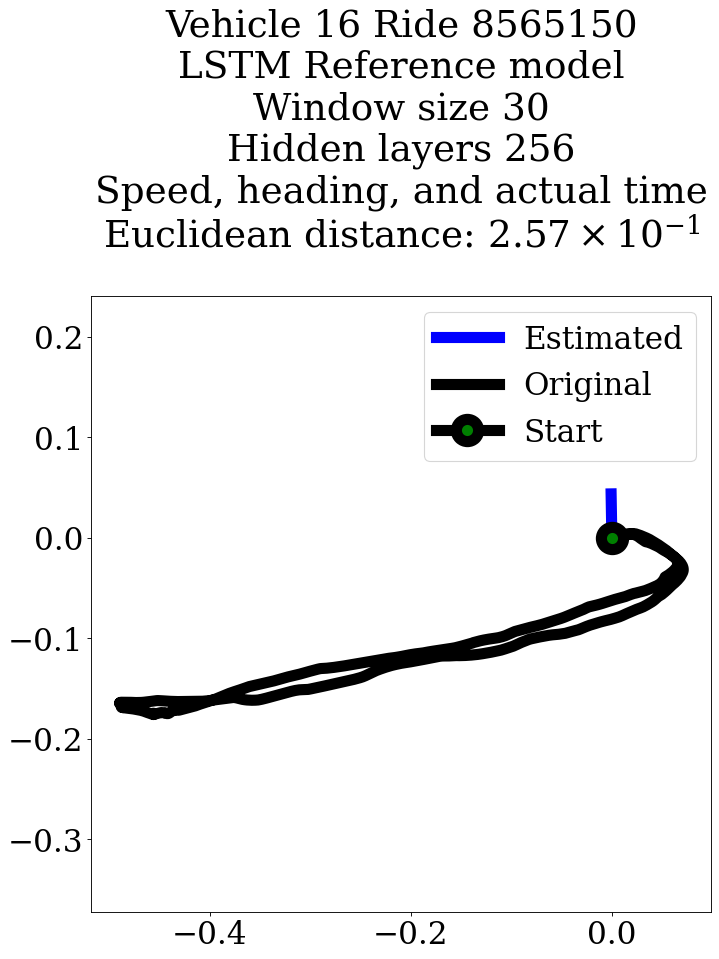 Vehicle 16 Ride 8565150
LSTM Reference model
Window size 30
Hidden layers 256
Speed, heading, and actual time
Euclidean distance: 2.57 × 10⁻¹
Estimated
Original
Start
0.2
0.1
0.0
−0.1
−0.2
−0.3
−0.4
−0.2
0.0